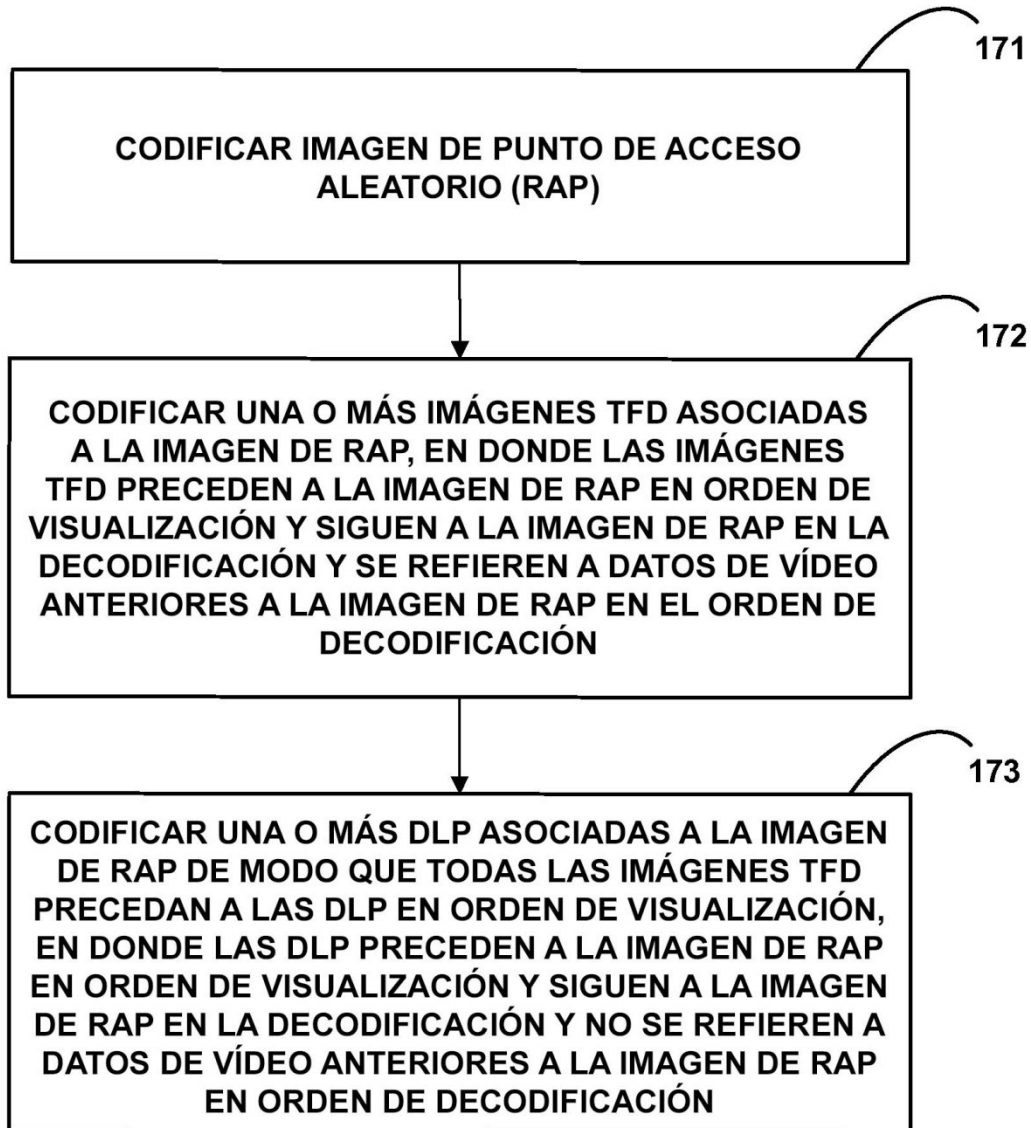 171
CODIFICAR IMAGEN DE PUNTO DE ACCESO
ALEATORIO (RAP)
172
CODIFICAR UNA O MÁS IMÁGENES TFD ASOCIADAS
A LA IMAGEN DE RAP, EN DONDE LAS IMÁGENES
TFD PRECEDEN A LA IMAGEN DE RAP EN ORDEN DE
VISUALIZACIÓN Y SIGUEN A LA IMAGEN DE RAP EN LA
DECODIFICACIÓN Y SE REFIEREN A DATOS DE VÍDEO
ANTERIORES A LA IMAGEN DE RAP EN EL ORDEN DE
DECODIFICACIÓN
173
CODIFICAR UNA O MÁS DLP ASOCIADAS A LA IMAGEN
DE RAP DE MODO QUE TODAS LAS IMÁGENES TFD
PRECEDAN A LAS DLP EN ORDEN DE VISUALIZACIÓN,
EN DONDE LAS DLP PRECEDEN A LA IMAGEN DE RAP
EN ORDEN DE VISUALIZACIÓN Y SIGUEN A LA IMAGEN
DE RAP EN LA DECODIFICACIÓN Y NO SE REFIEREN A
DATOS DE VÍDEO ANTERIORES A LA IMAGEN DE RAP
EN ORDEN DE DECODIFICACIÓN